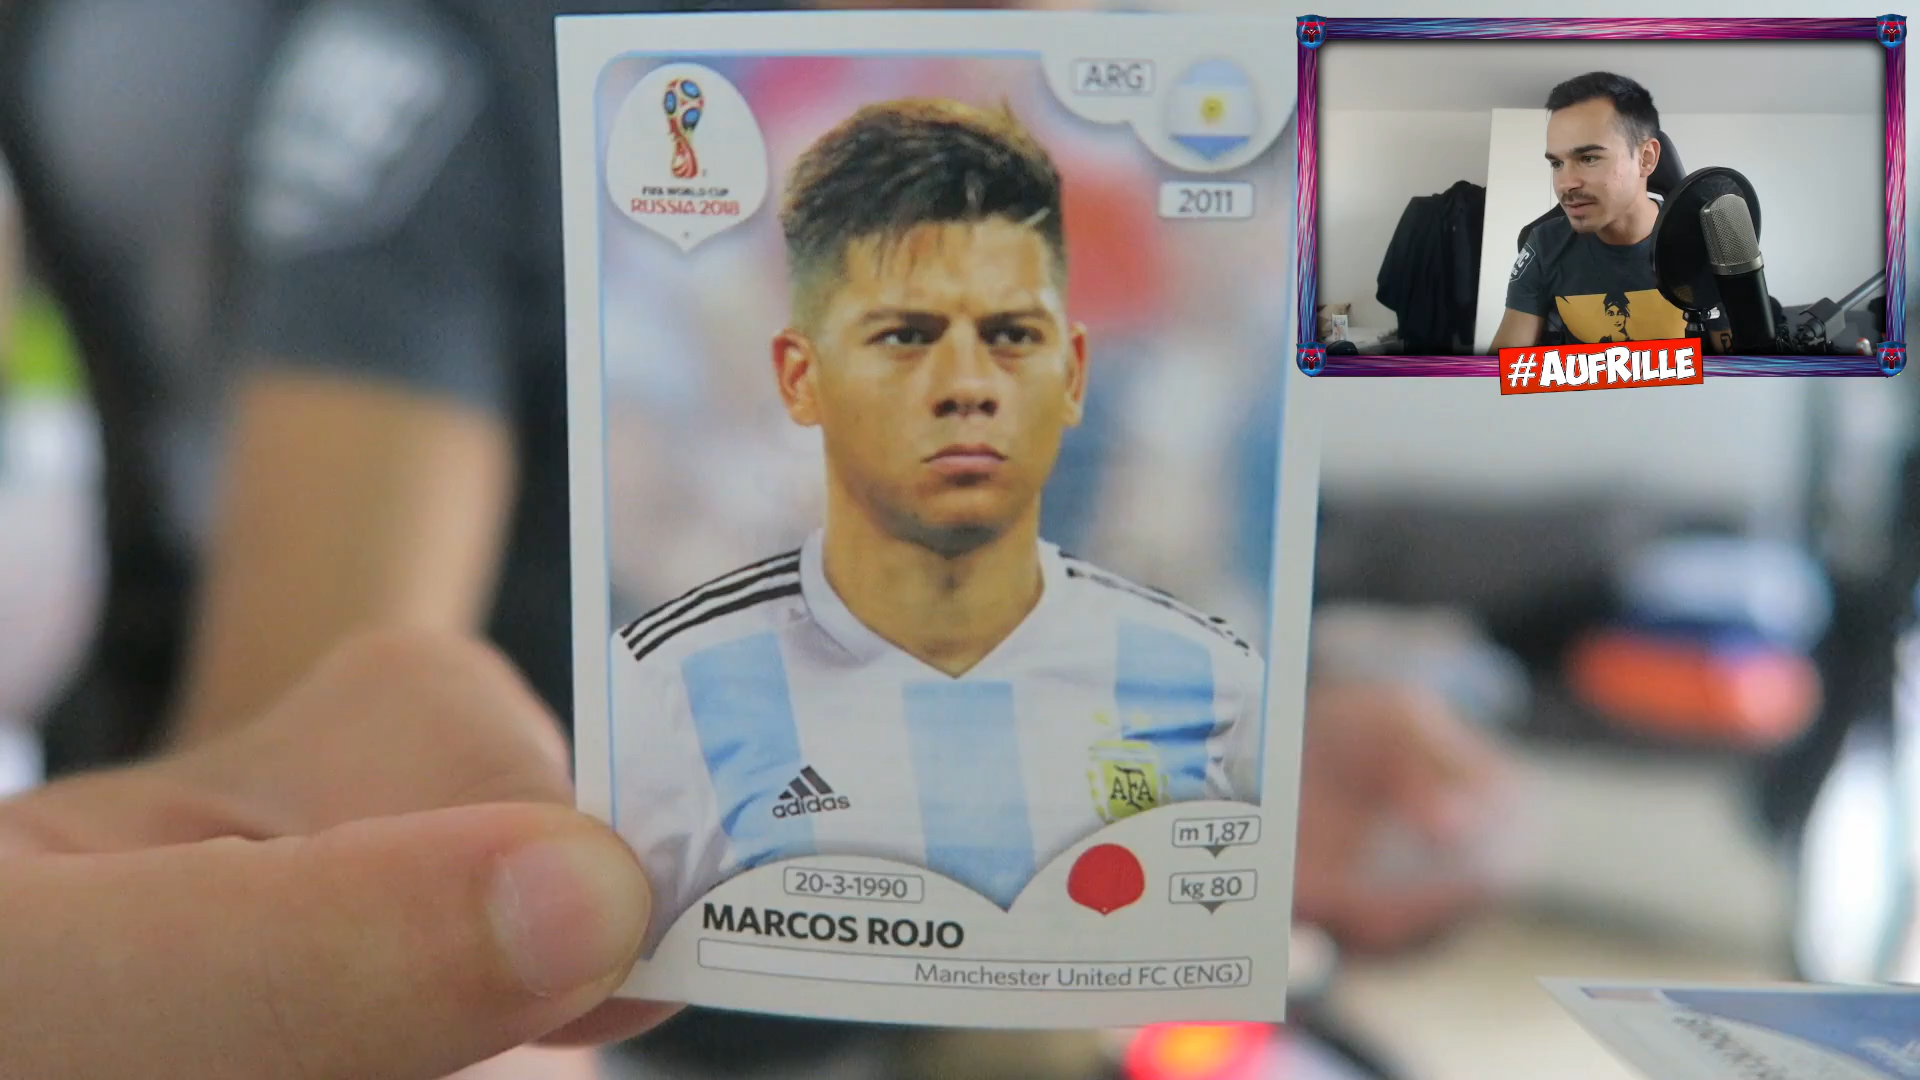 FIFA WORLD CUP
RUSSIA 2018
ARG
2011
#AUFRILLE
adidas
AFA
m 1,87
kg 80
20-3-1990
MARCOS ROJO
Manchester United FC (ENG)